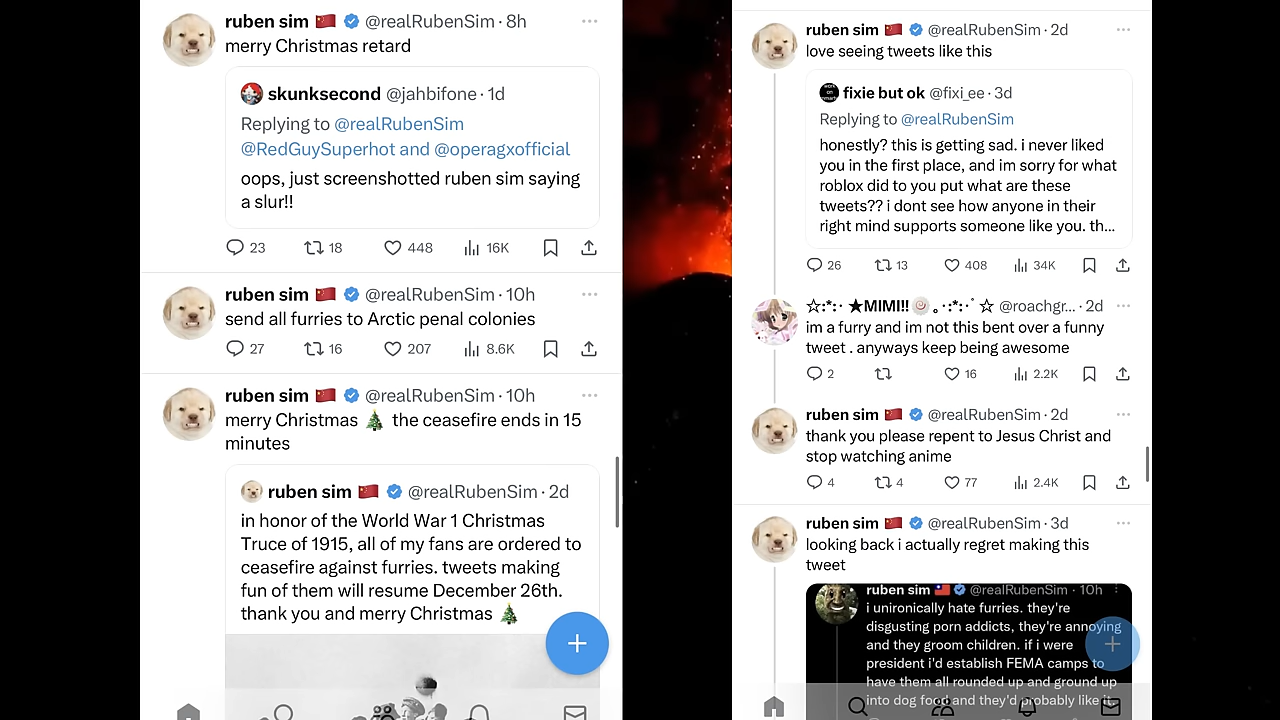 ruben sim 🇨🇳 @realRubenSim · 8h
merry Christmas retard
skunksecond @jahbifone · 1d
Replying to @realRubenSim
@RedGuySuperhot and @operagxofficial
oops, just screenshotted ruben sim saying
a slur!!
23 18 448 16K
ruben sim 🇨🇳 @realRubenSim · 10h
send all furries to Arctic penal colonies
27 16 207 8.6K
ruben sim 🇨🇳 @realRubenSim · 10h
merry Christmas 🎄 the ceasefire ends in 15
minutes
ruben sim 🇨🇳 @realRubenSim · 2d
in honor of the World War 1 Christmas
Truce of 1915, all of my fans are ordered to
ceasefire against furries. tweets making
fun of them will resume December 26th.
thank you and merry Christmas 🎄
ruben sim 🇨🇳 @realRubenSim · 2d
love seeing tweets like this
fixie but ok @fixi_ee · 3d
Replying to @realRubenSim
honestly? this is getting sad. i never liked
you in the first place, and im sorry for what
roblox did to you put what are these
tweets?? i dont see how anyone in their
right mind supports someone like you. th...
26 13 408 34K
☆:*:· ★MIMI!!🍥 。·:*:·゚☆ @roachgr... · 2d
im a furry and im not this bent over a funny
tweet . anyways keep being awesome
2 16 2.2K
ruben sim 🇨🇳 @realRubenSim · 2d
thank you please repent to Jesus Christ and
stop watching anime
4 4 77 2.4K
ruben sim 🇨🇳 @realRubenSim · 3d
looking back i actually regret making this
tweet
ruben sim 🇹🇼 @realRubenSim · 10h
i unironically hate furries. they're
disgusting porn addicts, they're annoying
and they groom children. if i were
president i'd establish FEMA camps to
have them all rounded up and ground up
into dog food and they'd probably like it.